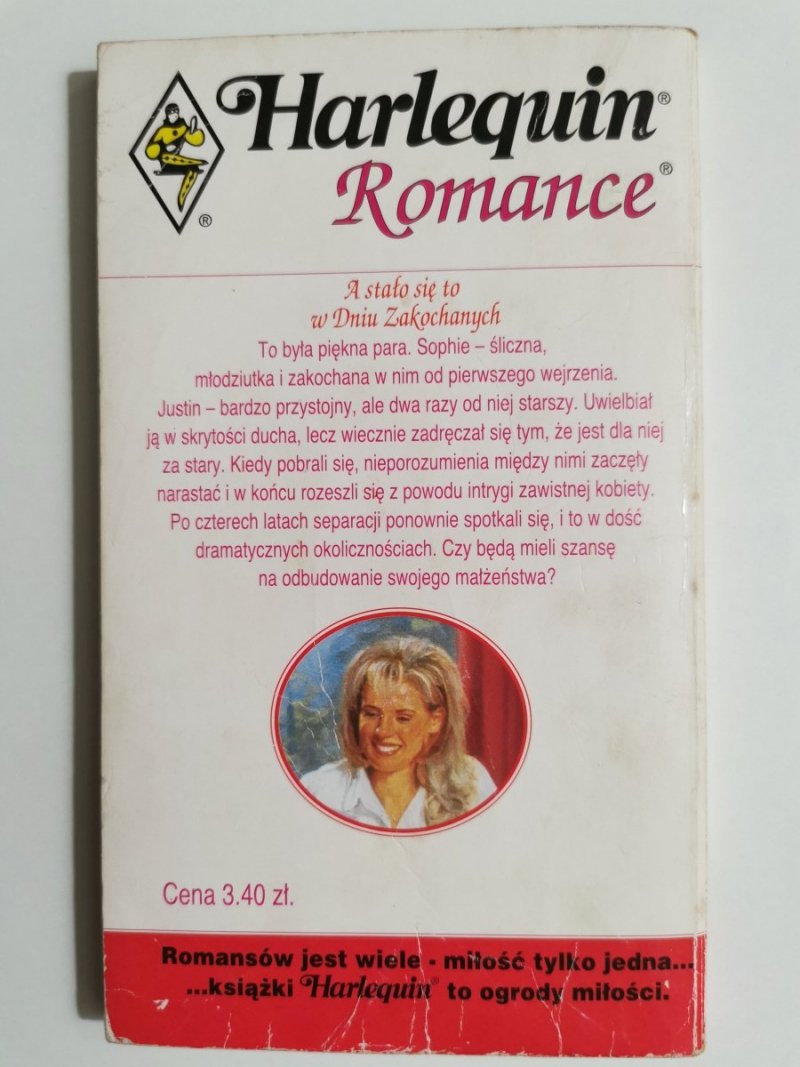 Harlequin®
Romance®
®
A stało się to
w Dniu Zakochanych
To była piękna para. Sophie – śliczna,
młodziutka i zakochana w nim od pierwszego wejrzenia.
Justin – bardzo przystojny, ale dwa razy od niej starszy. Uwielbiał
ją w skrytości ducha, lecz wiecznie zadręczał się tym, że jest dla niej
za stary. Kiedy pobrali się, nieporozumienia między nimi zaczęły
narastać i w końcu rozeszli się z powodu intrygi zawistnej kobiety.
Po czterech latach separacji ponownie spotkali się, i to w dość
dramatycznych okolicznościach. Czy będą mieli szansę
na odbudowanie swojego małżeństwa?
Cena 3.40 zł.
Romansów jest wiele - miłość tylko jedna...
...książki Harlequin® to ogrody miłości.